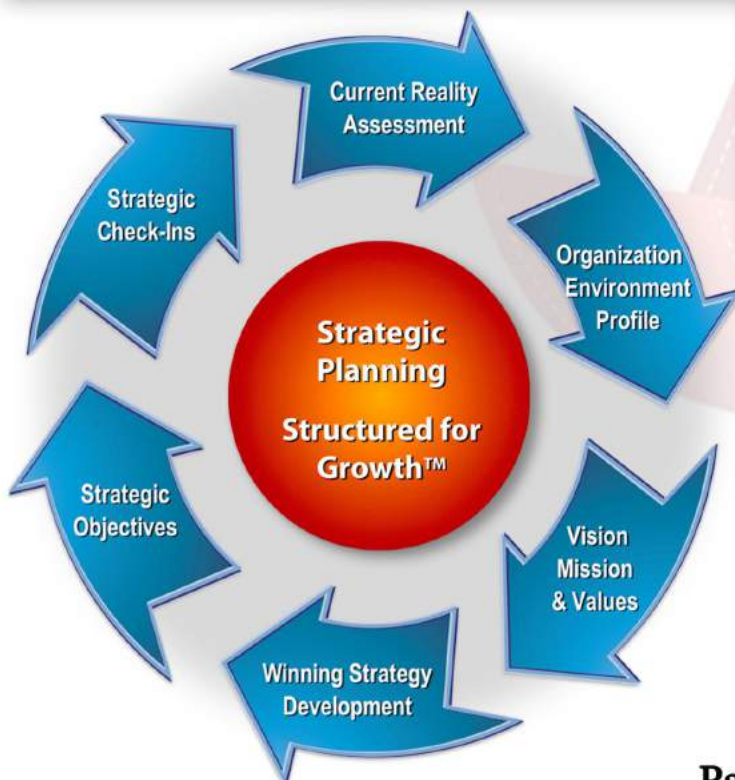 Current Reality
Assessment
Organization
Environment
Profile
Vision
Mission
& Values
Winning Strategy
Development
Strategic
Objectives
Strategic
Check-Ins
Strategic
Planning
Structured for
Growth™